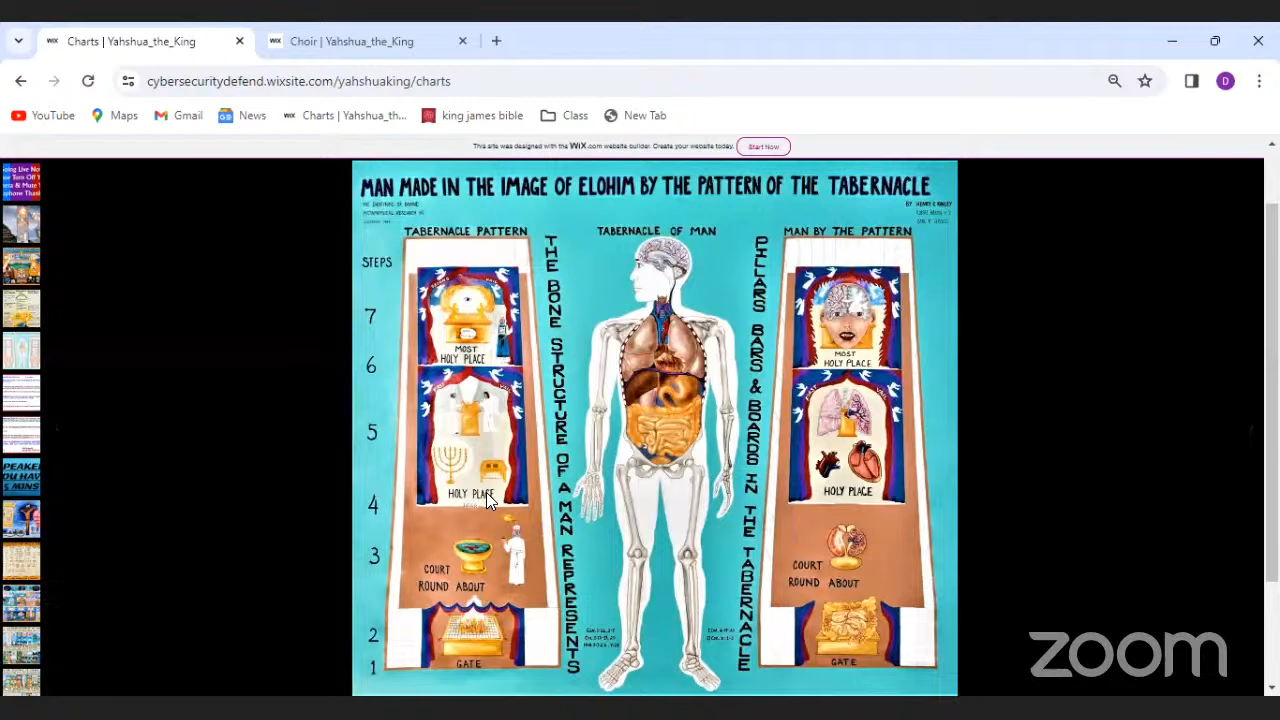 Charts | Yahshua_the_King
Choir | Yahshua_the_King
cybersecuritydefend.wixsite.com/yahshuaking/charts
D
YouTube
Maps
Gmail
News
Charts | Yahshua_th...
king james bible
Class
New Tab
This site was designed with the WiX.com website builder. Create your website today.
Start Now
MAN MADE IN THE IMAGE OF ELOHIM BY THE PATTERN OF THE TABERNACLE
TABERNACLE PATTERN
TABERNACLE OF MAN
MAN BY THE PATTERN
STEPS
7
6
5
4
3
2
1
MOST
HOLY PLACE
HOLY PLACE
COURT
ROUND ABOUT
GATE
THE BONE STRUCTURE OF A MAN REPRESENTS
PILLARS BARS & BOARDS IN THE TABERNACLE
MOST
HOLY PLACE
HOLY PLACE
COURT
ROUND ABOUT
GATE
SPEAKER
YOU HAVE
5 MINS
zoom